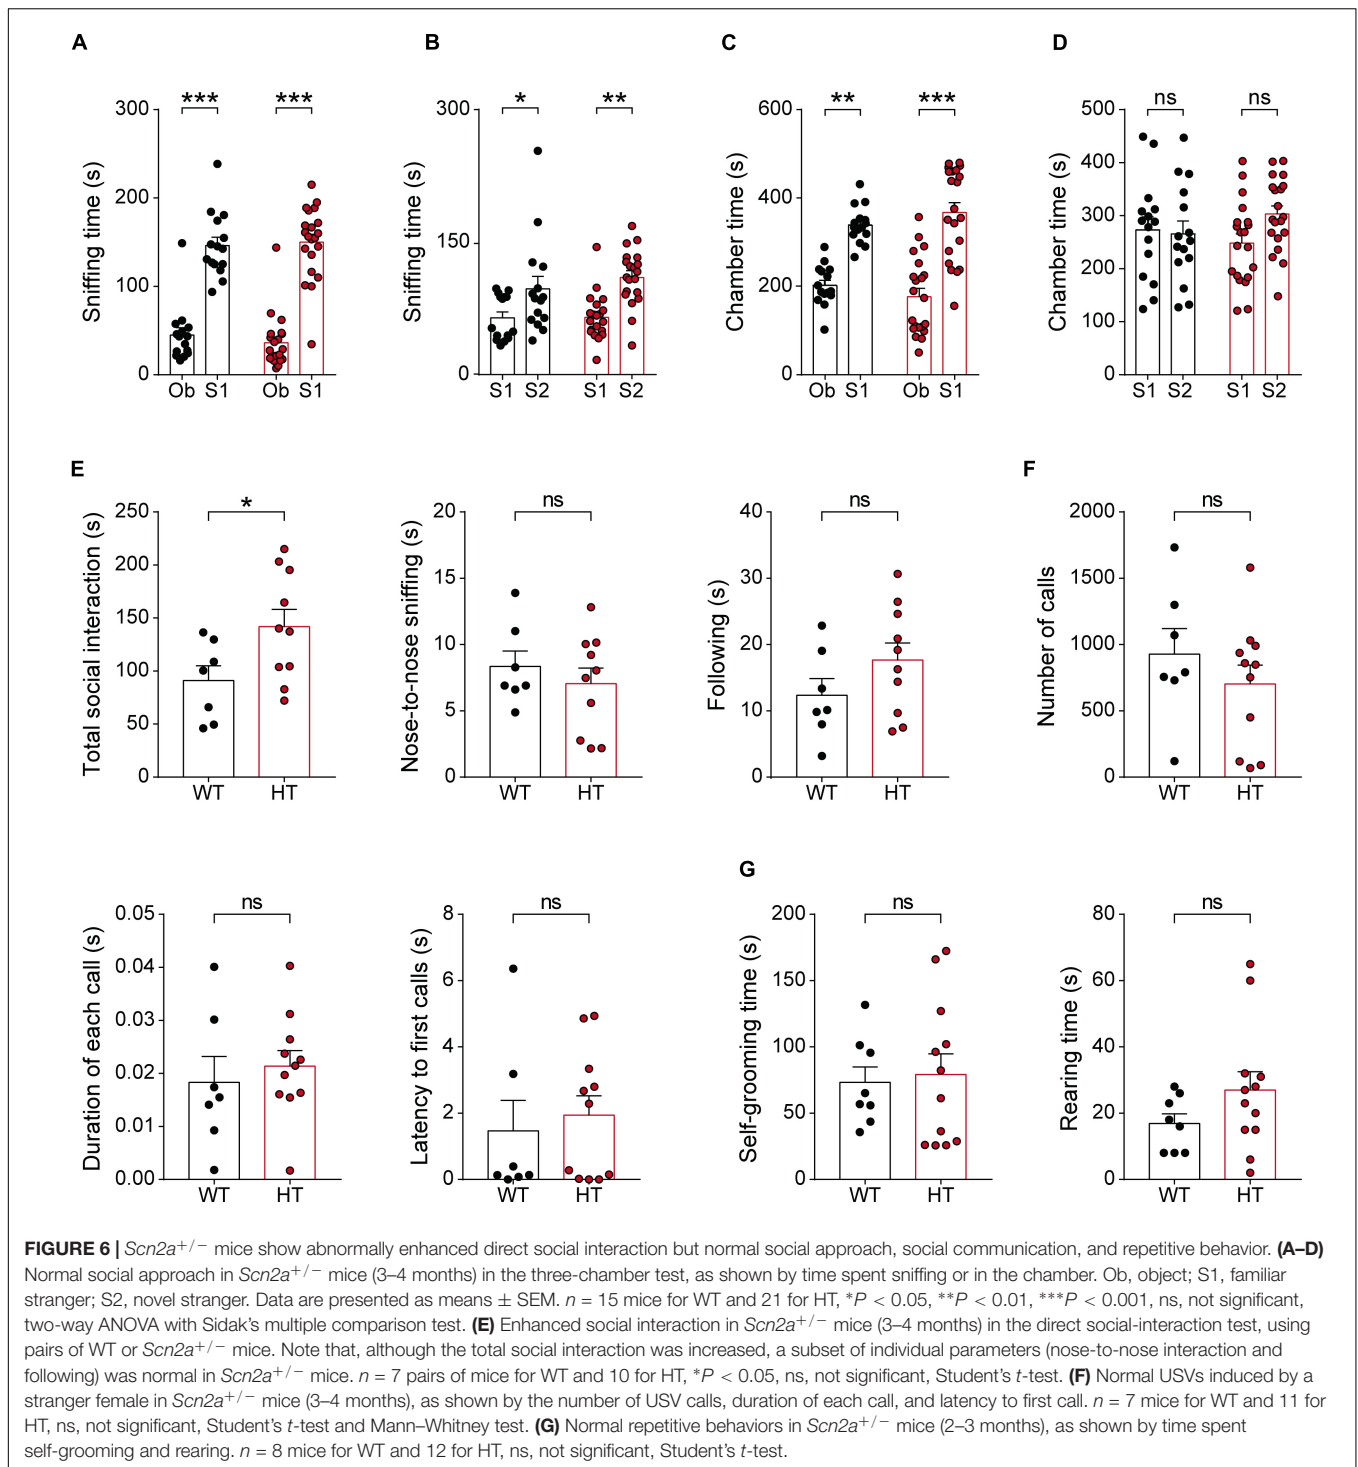 A
B
C
D
*** ***
* **
** ***
ns ns
300
200
100
0
Sniffing time (s)
Ob S1 Ob S1
300
150
0
Sniffing time (s)
S1 S2 S1 S2
600
400
200
0
Chamber time (s)
Ob S1 Ob S1
500
400
300
200
100
0
Chamber time (s)
S1 S2 S1 S2
E
F
*
250
200
150
100
50
0
Total social interaction (s)
WT HT
ns
20
15
10
5
0
Nose-to-nose sniffing (s)
WT HT
ns
40
30
20
10
0
Following (s)
WT HT
ns
2000
1500
1000
500
0
Number of calls
WT HT
G
ns
0.05
0.04
0.03
0.02
0.01
0.00
Duration of each call (s)
WT HT
ns
8
6
4
2
0
Latency to first calls (s)
WT HT
ns
200
150
100
50
0
Self-grooming time (s)
WT HT
ns
80
60
40
20
0
Rearing time (s)
WT HT
FIGURE 6 | Scn2a+/− mice show abnormally enhanced direct social interaction but normal social approach, social communication, and repetitive behavior. (A–D)
Normal social approach in Scn2a+/− mice (3–4 months) in the three-chamber test, as shown by time spent sniffing or in the chamber. Ob, object; S1, familiar
stranger; S2, novel stranger. Data are presented as means ± SEM. n = 15 mice for WT and 21 for HT, *P < 0.05, **P < 0.01, ***P < 0.001, ns, not significant,
two-way ANOVA with Sidak's multiple comparison test. (E) Enhanced social interaction in Scn2a+/− mice (3–4 months) in the direct social-interaction test, using
pairs of WT or Scn2a+/− mice. Note that, although the total social interaction was increased, a subset of individual parameters (nose-to-nose interaction and
following) was normal in Scn2a+/− mice. n = 7 pairs of mice for WT and 10 for HT, *P < 0.05, ns, not significant, Student's t-test. (F) Normal USVs induced by a
stranger female in Scn2a+/− mice (3–4 months), as shown by the number of USV calls, duration of each call, and latency to first call. n = 7 mice for WT and 11 for
HT, ns, not significant, Student's t-test and Mann–Whitney test. (G) Normal repetitive behaviors in Scn2a+/− mice (2–3 months), as shown by time spent
self-grooming and rearing. n = 8 mice for WT and 12 for HT, ns, not significant, Student's t-test.